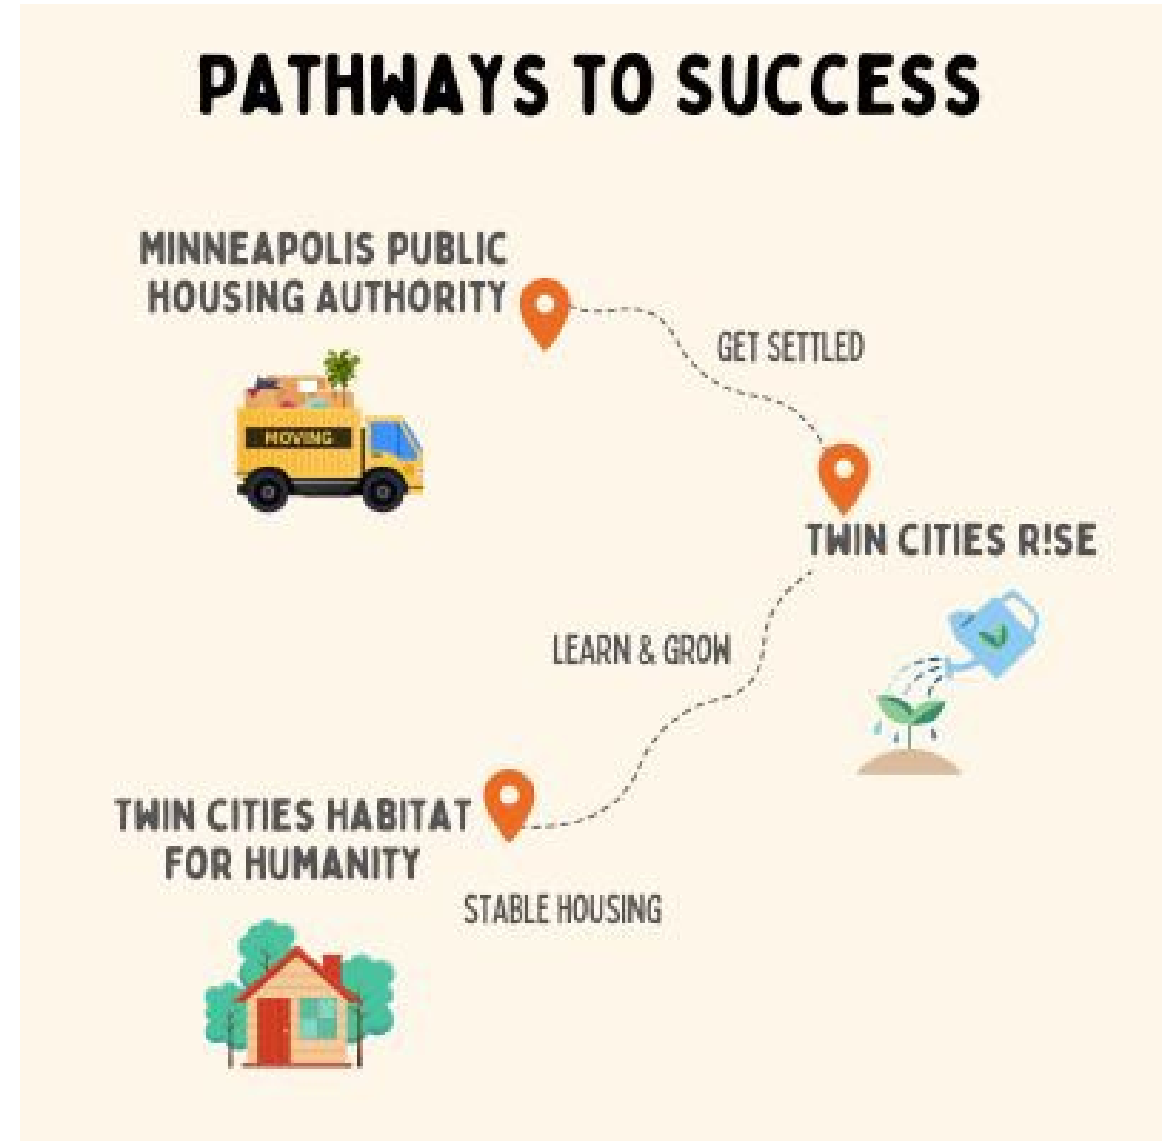 PATHWAYS TO SUCCESS
MINNEAPOLIS PUBLIC
HOUSING AUTHORITY
GET SETTLED
MOVING
TWIN CITIES R!SE
LEARN & GROW
TWIN CITIES HABITAT
FOR HUMANITY
STABLE HOUSING